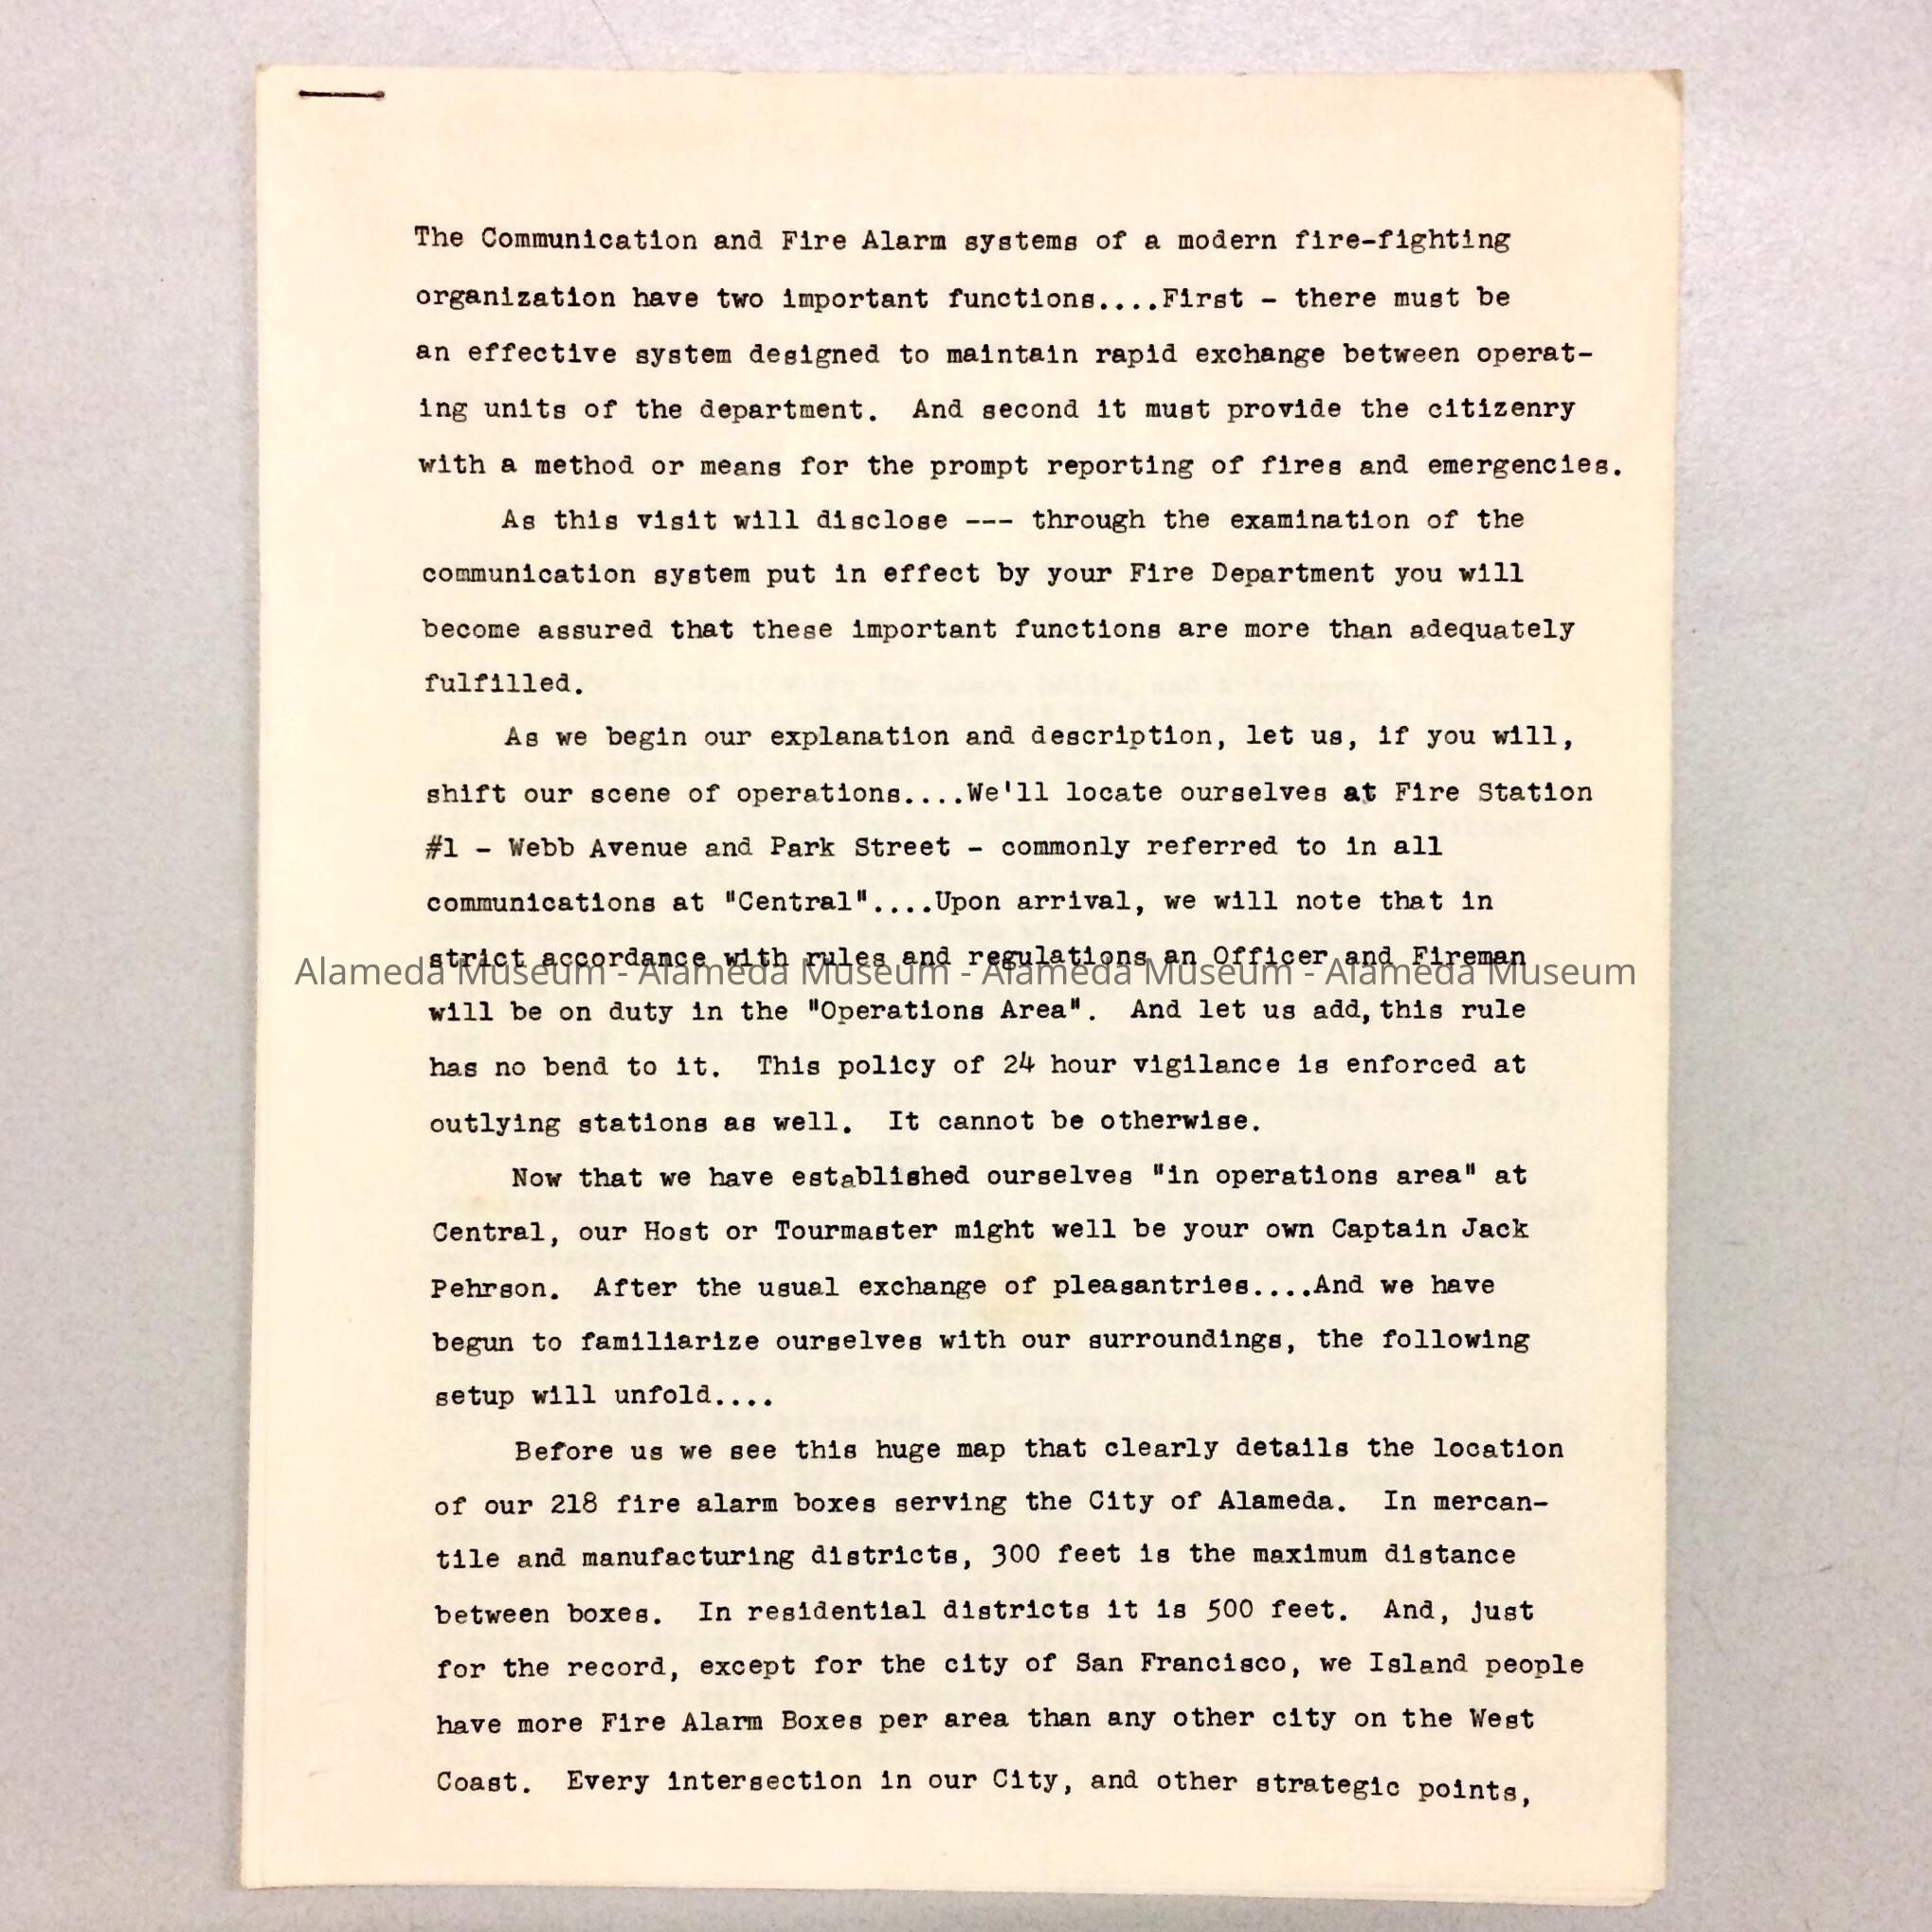 The Communication and Fire Alarm systems of a modern fire-fighting
organization have two important functions....First - there must be
an effective system designed to maintain rapid exchange between operat-
ing units of the department.  And second it must provide the citizenry
with a method or means for the prompt reporting of fires and emergencies.
As this visit will disclose --- through the examination of the
communication system put in effect by your Fire Department you will
become assured that these important functions are more than adequately
fulfilled.
As we begin our explanation and description, let us, if you will,
shift our scene of operations....We'll locate ourselves at Fire Station
#1 - Webb Avenue and Park Street - commonly referred to in all
communications at "Central"....Upon arrival, we will note that in
strict accordance with rules and regulations an Officer and Fireman
Alameda Museum - Alameda Museum - Alameda Museum - Alameda Museum
will be on duty in the "Operations Area".  And let us add, this rule
has no bend to it.  This policy of 24 hour vigilance is enforced at
outlying stations as well.  It cannot be otherwise.
Now that we have established ourselves "in operations area" at
Central, our Host or Tourmaster might well be your own Captain Jack
Pehrson.  After the usual exchange of pleasantries....And we have
begun to familiarize ourselves with our surroundings, the following
setup will unfold....
Before us we see this huge map that clearly details the location
of our 218 fire alarm boxes serving the City of Alameda.  In mercan-
tile and manufacturing districts, 300 feet is the maximum distance
between boxes.  In residential districts it is 500 feet.  And, just
for the record, except for the city of San Francisco, we Island people
have more Fire Alarm Boxes per area than any other city on the West
Coast.  Every intersection in our City, and other strategic points,